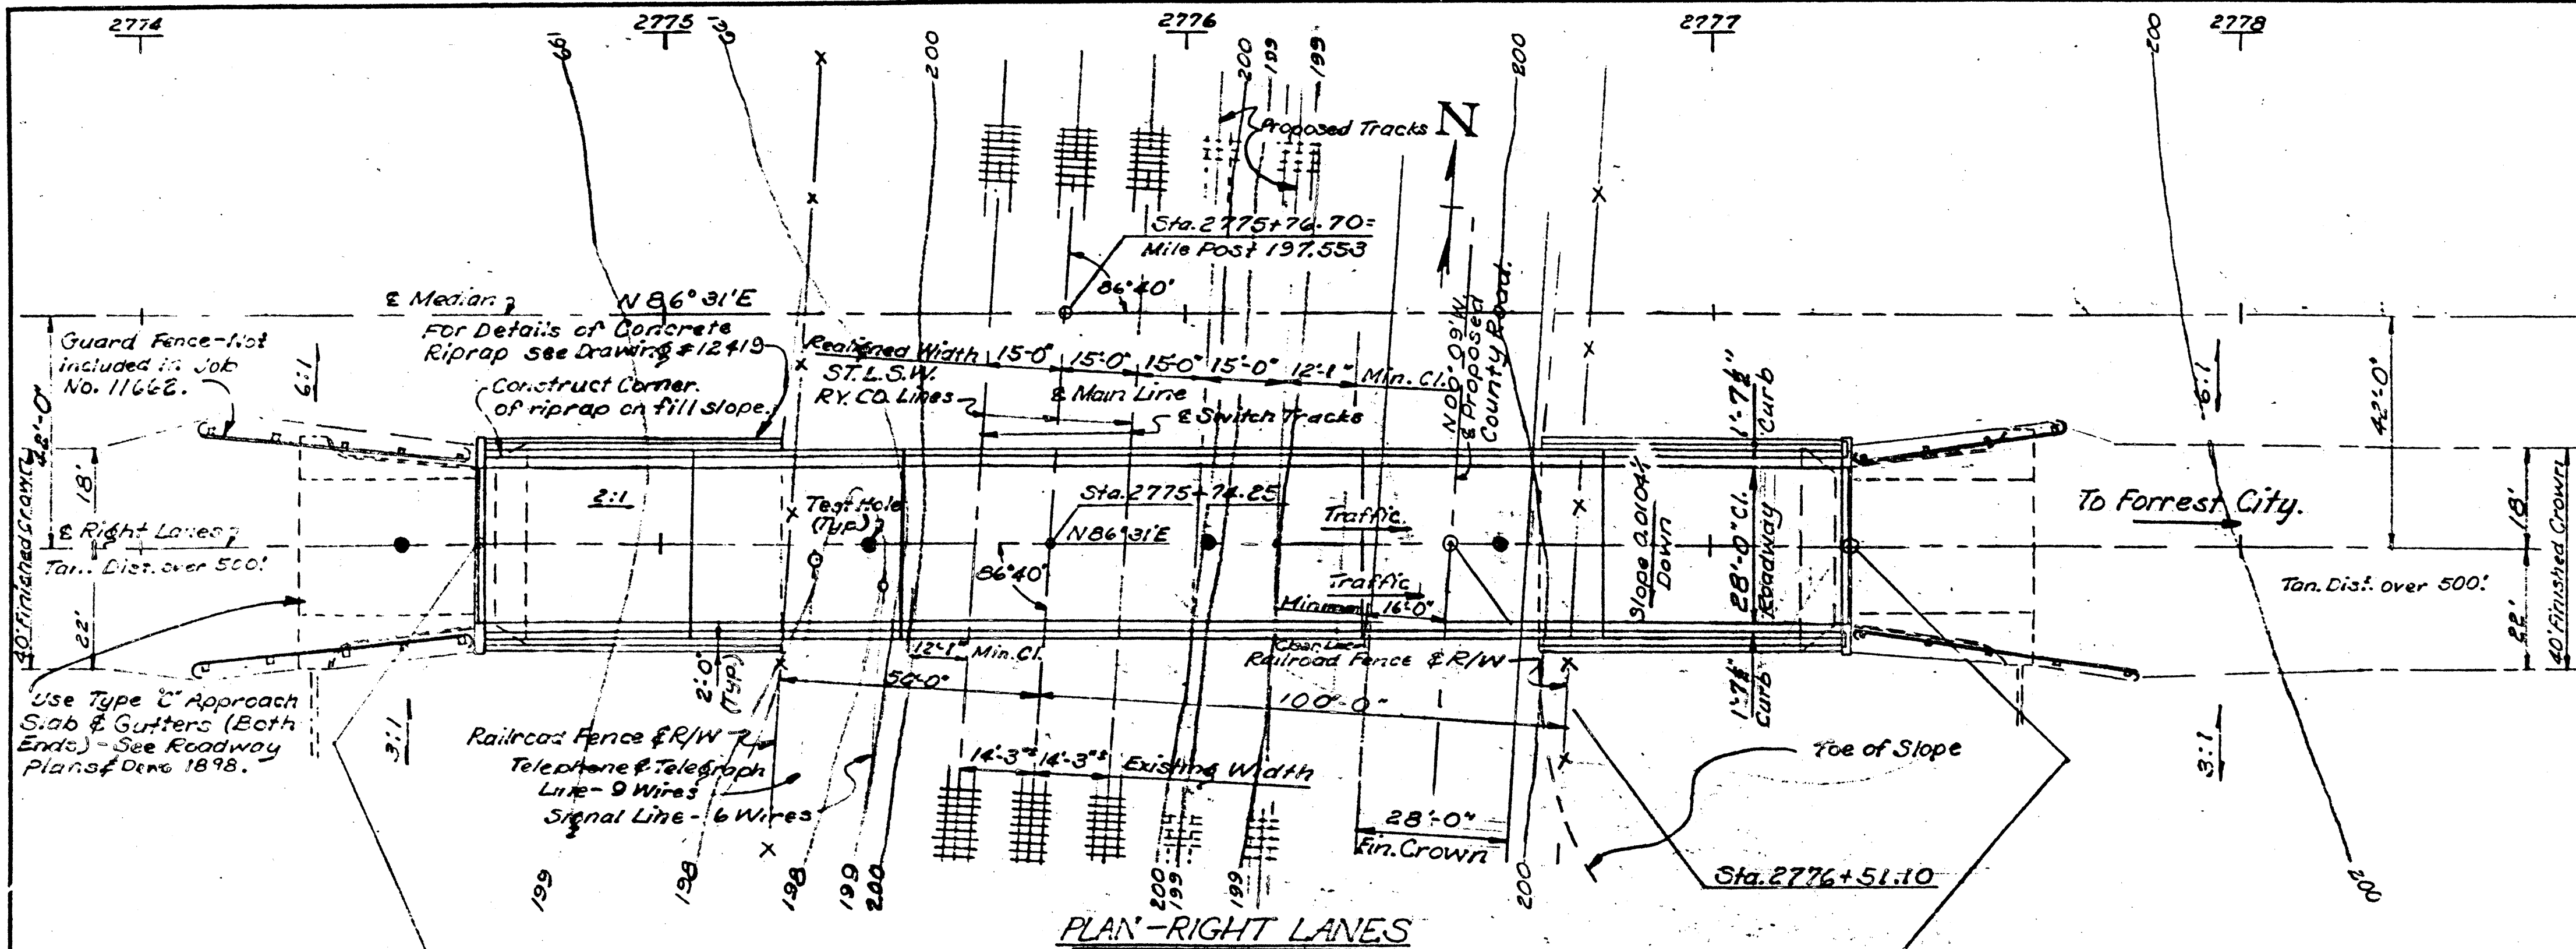 2774
2775
2776
2777
2778
199
200
200
200
199
199
200
200
Proposed Tracks
N
Sta. 2775+76.70=
Mile Post 197.553
86°40'
℄ Median
N 86° 31' E
For Details of Concrete
Riprap see Drawing #12419
Guard Fence-Not
included in Job
No. 11662.
6:1
Construct Corner
of riprap on fill slope.
Realigned Width
15'-0"
15'-0"
15'-0"
15'-0"
12'-1"
Min. Cl.
ST. L. S. W.
RY. CO. Lines
℄ Main Line
℄ Switch Tracks
N00°09'W
℄ Proposed
County Road.
1'-7½"
Curb
6:1
42'-0"
42'-0"
40' Finished Crown
18'
22'
℄ Right Lanes
Tan. Dist. over 500'.
2:1
Test Hole
(Typ.)
Sta. 2775+74.25
N 86° 31' E
86°40'
Traffic
Traffic
Minimum
16'-0"
Slope 0.0104'/'
Down
28'-0" Cl.
Roadway
To Forrest City.
18'
22'
40' Finished Crown
Tan. Dist. over 500'.
12'-1" Min. Cl.
Railroad Fence & R/W
2'-0"
(Typ.)
50'-0"
100'-0"
1'-7½"
Curb
Use Type "C" Approach
Slab & Gutters (Both
Ends)-See Roadway
Plans & Dwg 1898.
3:1
Railroad Fence & R/W
Telephone & Telegraph
Line-9 Wires
Signal Line-6 Wires
14'-3"±
14'-3"±
Existing Width
Toe of Slope
3:1
28'-0"
Fin. Crown
Sta. 2776+51.10
199
198
198
199
200
200
199
199
200
200
PLAN-RIGHT LANES